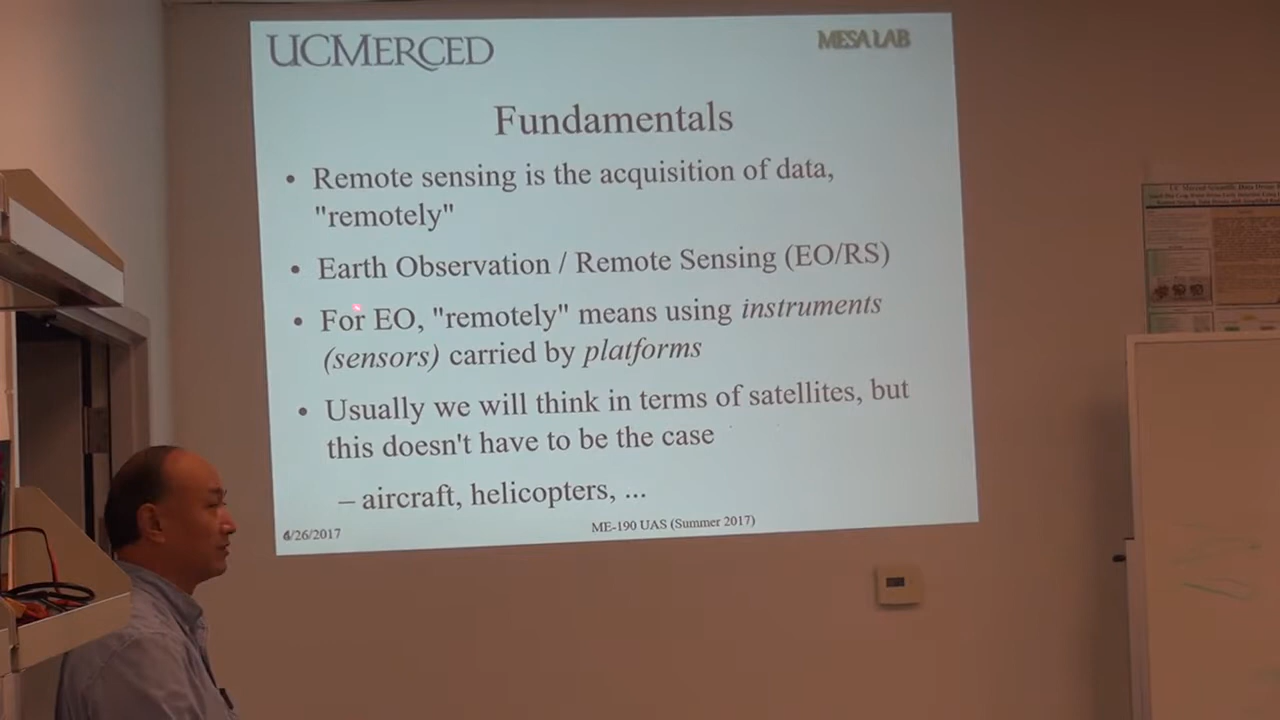 UCMERCED
MESA LAB
Fundamentals
• Remote sensing is the acquisition of data,
"remotely"
• Earth Observation / Remote Sensing (EO/RS)
• For EO, "remotely" means using instruments
(sensors) carried by platforms
• Usually we will think in terms of satellites, but
this doesn't have to be the case
– aircraft, helicopters, ...
/26/2017
ME-190 UAS (Summer 2017)